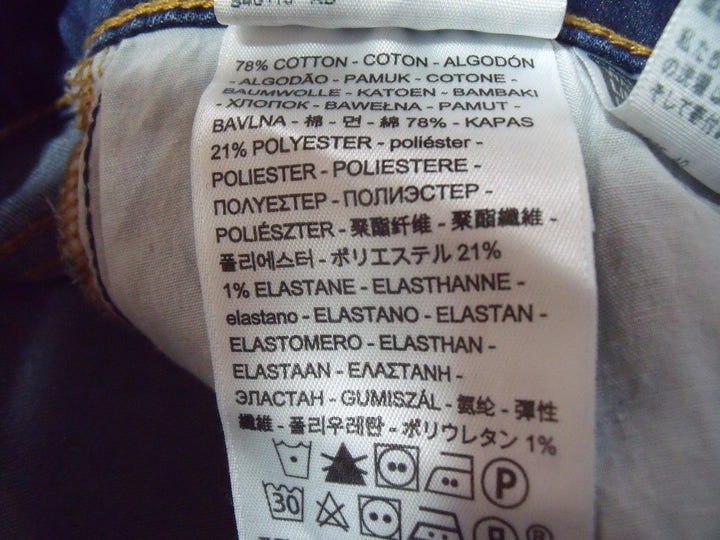 78% COTTON - COTON - ALGODÓN
- ALGODÃO - PAMUK - COTONE -
BAUMWOLLE - KATOEN - BAMBAKI
- ХЛОПОК - BAWEŁNA - PAMUT -
BAVLNA - 棉 - 면 - 綿 78% - KAPAS
21% POLYESTER - poliéster -
POLIESTER - POLIESTERE -
ΠΟΛΥΕΣΤΕΡ - ПОЛИЭСТЕР -
POLIÉSZTER - 聚酯纤维 - 聚酯纖維 -
폴리에스터 - ポリエステル 21%
1% ELASTANE - ELASTHANNE -
elastano - ELASTANO - ELASTAN -
ELASTOMERO - ELASTHAN -
ELASTAAN - ΕΛΑΣΤΑΝΗ -
ЭЛАСТАН - GUMISZÁL - 氨纶 - 彈性
纖維 - 폴리우레탄 - ポリウレタン 1%
P
30